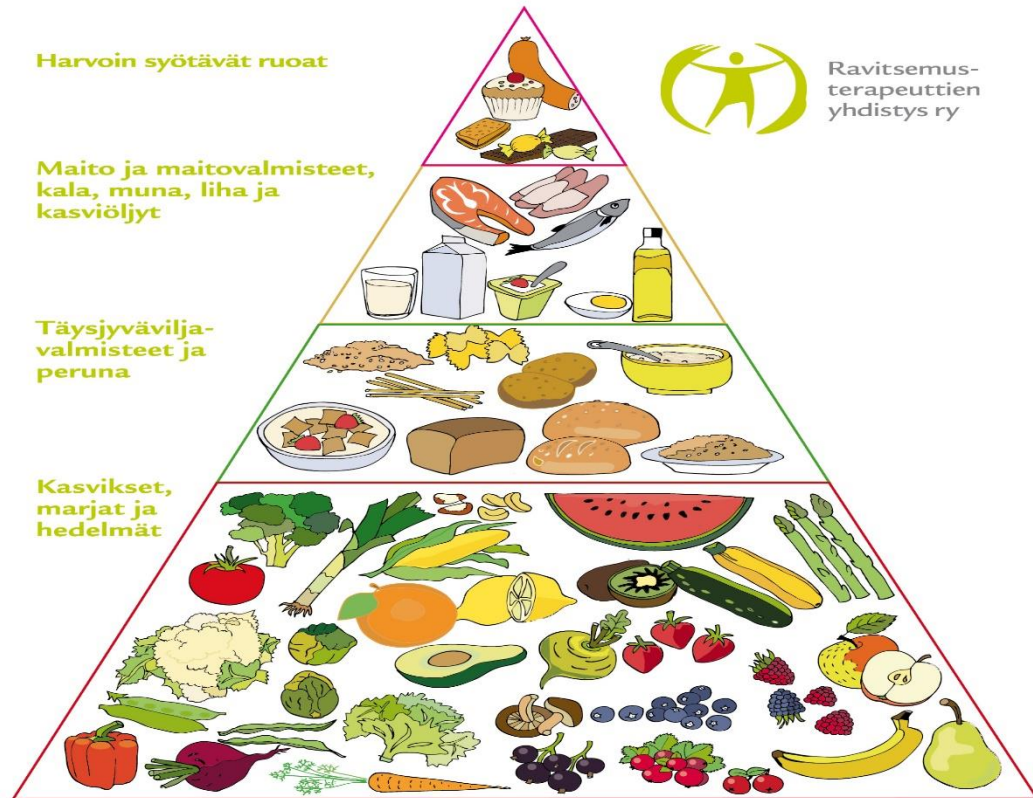 Harvoin syötävät ruoat
Ravitsemus-
terapeuttien
yhdistys ry
Maito ja maitovalmisteet,
kala, muna, liha ja
kasviöljyt
Täysjyvävilja-
valmisteet ja
peruna
Kasvikset,
marjat ja
hedelmät